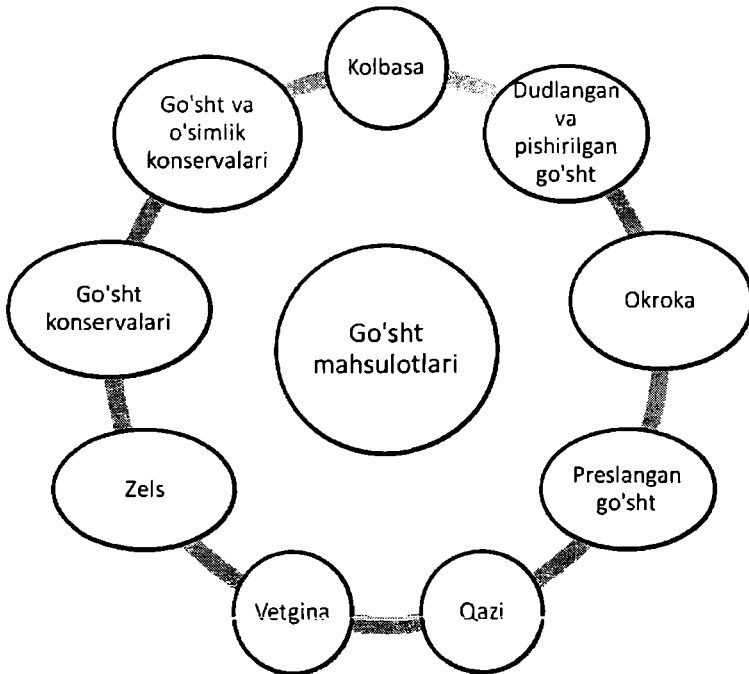 Kolbasa
Dudlangan
va
pishirilgan
go'sht
Okroka
Preslangan
go'sht
Qazi
Vetgina
Zels
Go'sht
konservalari
Go'sht va
o'simlik
konservalari
Go'sht
mahsulotlari